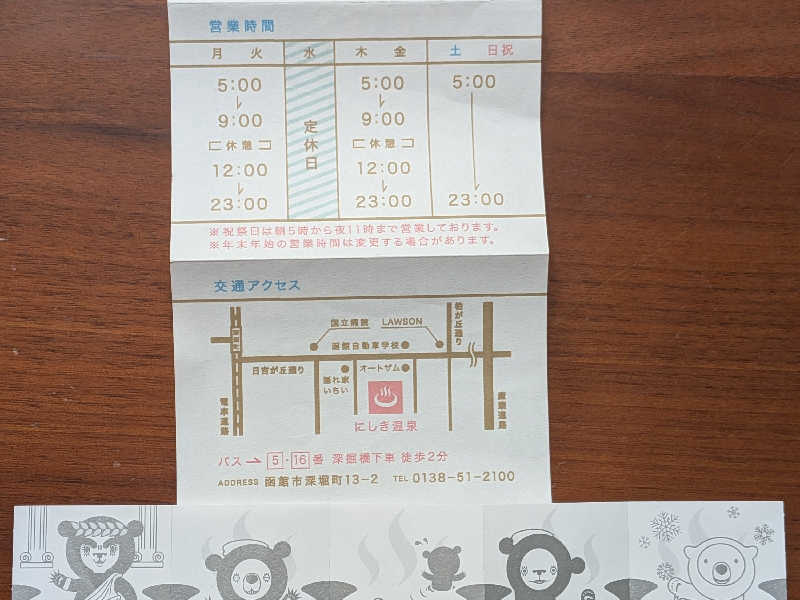 営業時間
月 火 水 木 金 土 日祝
5:00 5:00 5:00
9:00 定休日 9:00
休憩 休憩
12:00 12:00
23:00 23:00 23:00
※祝祭日は朝5時から夜11時まで営業しております。
※年末年始の営業時間は変更する場合があります。
交通アクセス
国立病院 LAWSON
柏が丘通り
函館自動車学校
日吉が丘通り
隠れ家
いちい
オートザム
電車道路
産業道路
にしき温泉
バス→ 5・16番 深掘橋下車 徒歩2分
ADDRESS 函館市深堀町13-2 TEL 0138-51-2100